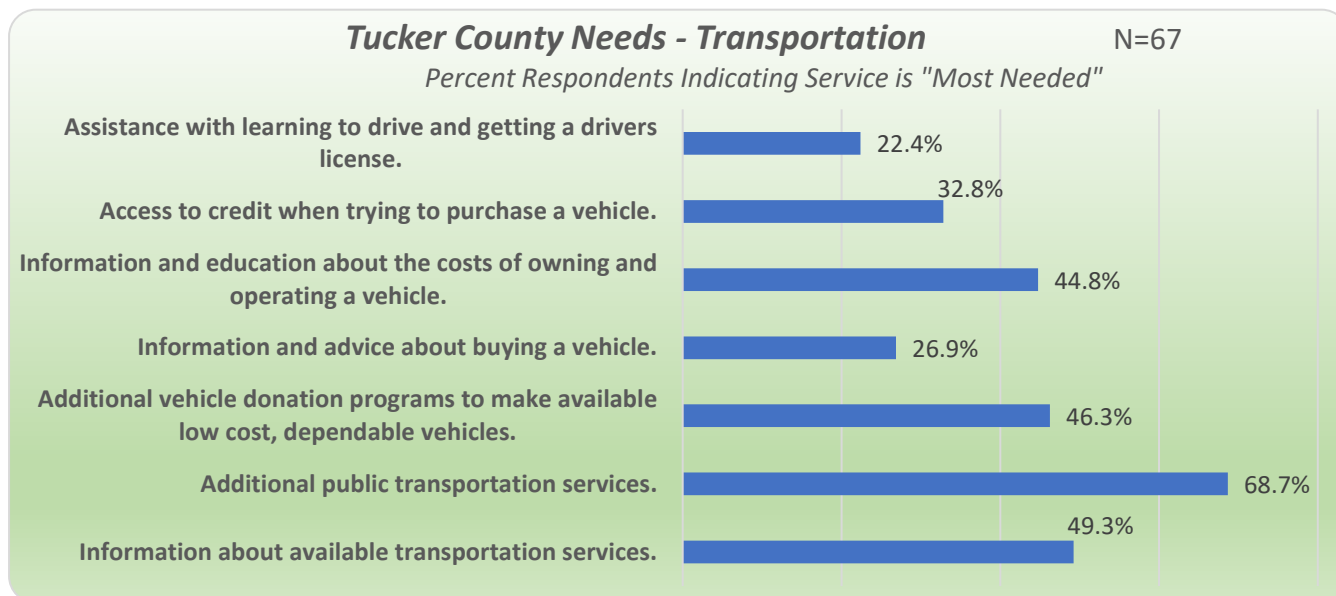 Tucker County Needs - Transportation N=67
Percent Respondents Indicating Service is "Most Needed"
Assistance with learning to drive and getting a drivers
license.
22.4%
Access to credit when trying to purchase a vehicle.
32.8%
Information and education about the costs of owning and
operating a vehicle.
44.8%
Information and advice about buying a vehicle.
26.9%
Additional vehicle donation programs to make available
low cost, dependable vehicles.
46.3%
Additional public transportation services.
68.7%
Information about available transportation services.
49.3%